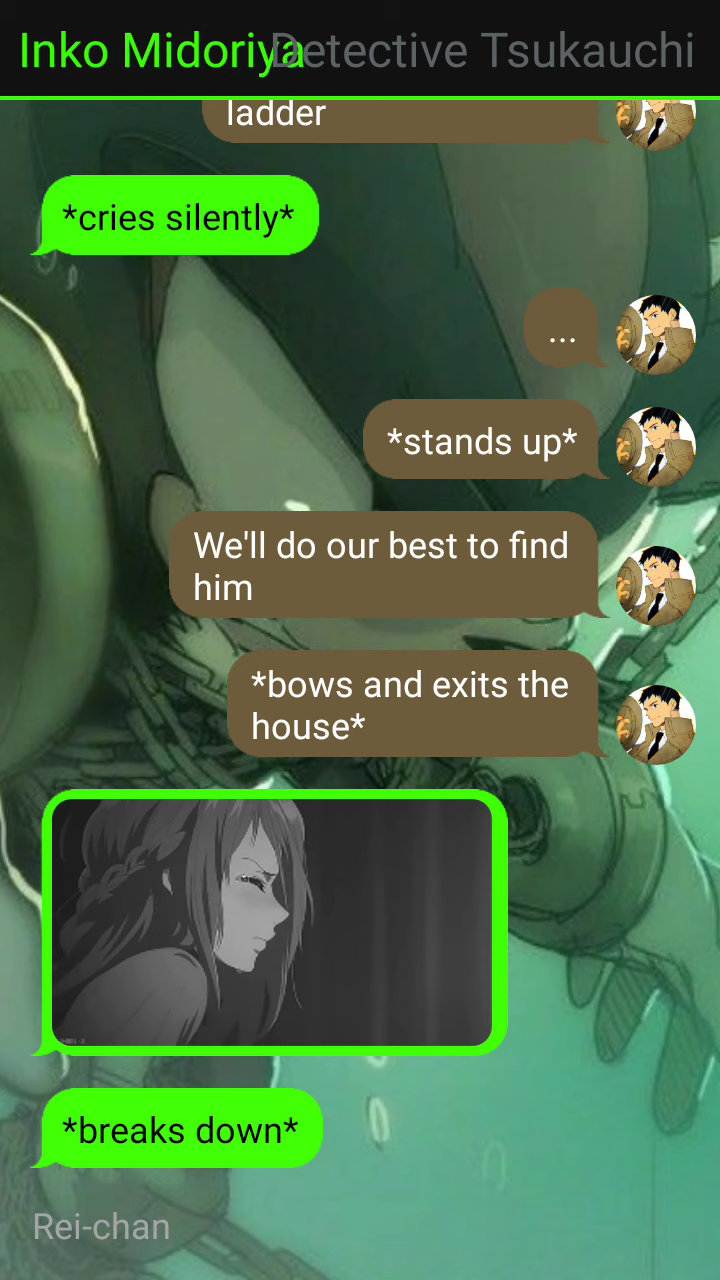 Inko Midoriya
Detective Tsukauchi
ladder
*cries silently*
...
*stands up*
We'll do our best to find
him
*bows and exits the
house*
*breaks down*
Rei-chan